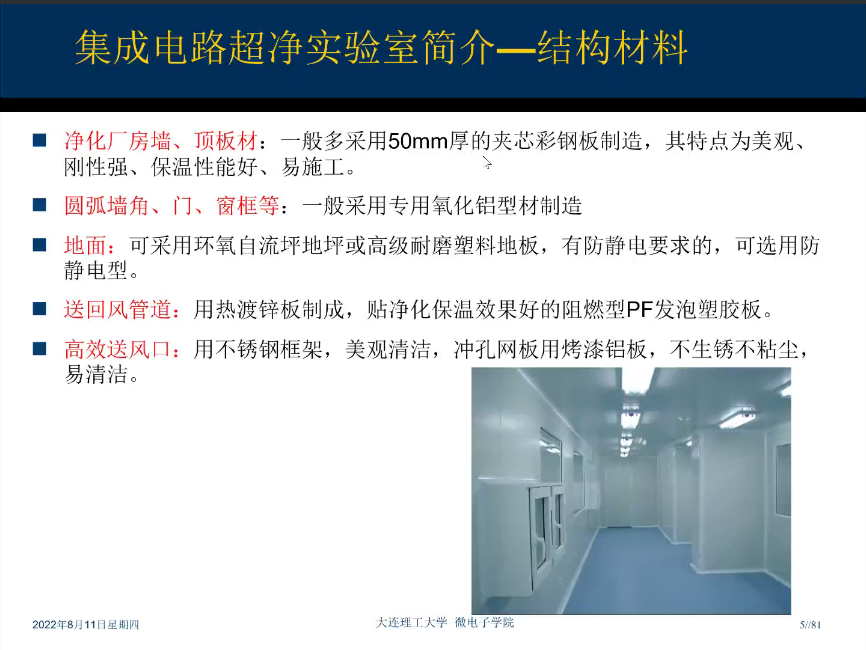 集成电路超净实验室简介—结构材料
净化厂房墙、顶板材：一般多采用50mm厚的夹芯彩钢板制造，其特点为美观、
刚性强、保温性能好、易施工。
圆弧墙角、门、窗框等：一般采用专用氧化铝型材制造
地面：可采用环氧自流坪地坪或高级耐磨塑料地板，有防静电要求的，可选用防
静电型。
送回风管道：用热渡锌板制成，贴净化保温效果好的阻燃型PF发泡塑胶板。
高效送风口：用不锈钢框架，美观清洁，冲孔网板用烤漆铝板，不生锈不粘尘，
易清洁。
2022年8月11日星期四
大连理工大学 微电子学院
5//81